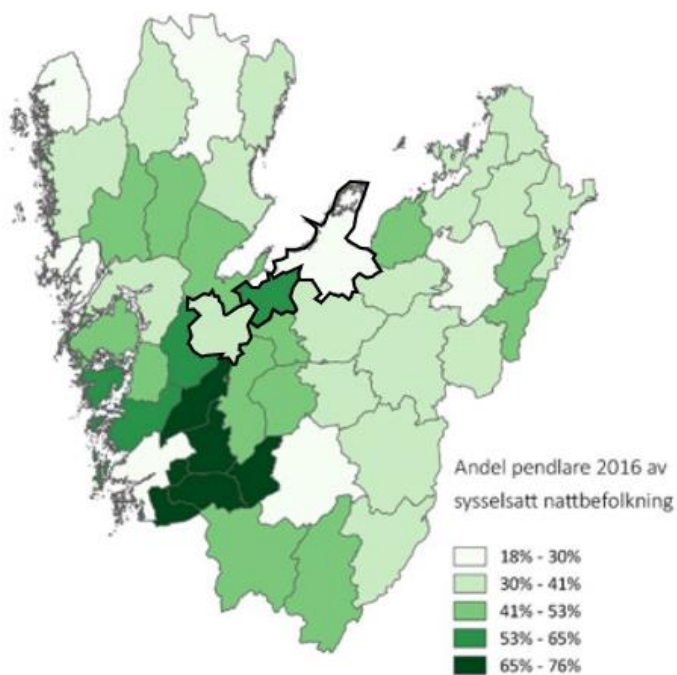 Andel pendlare 2016 av
sysselsatt nattbefolkning
18% - 30%
30% - 41%
41% - 53%
53% - 65%
65% - 76%